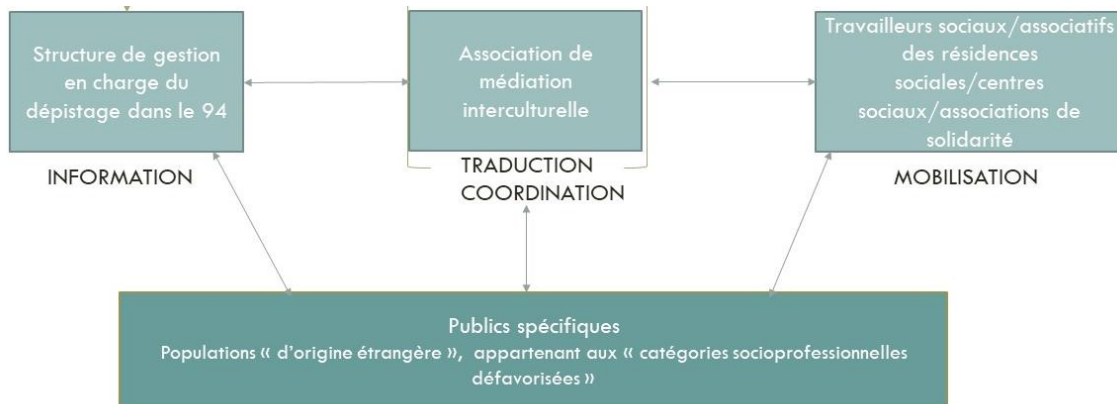 Structure de gestion
en charge du
dépistage dans le 94
Association de
médiation
interculturelle
Travailleurs sociaux/associatifs
des résidences
sociales/centres
sociaux/associations de
solidarité
INFORMATION
TRADUCTION
COORDINATION
MOBILISATION
Publics spécifiques
Populations « d'origine étrangère », appartenant aux « catégories socioprofessionnelles
défavorisées »